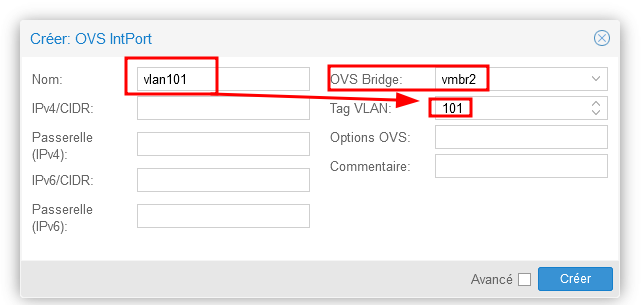 Créer: OVS IntPort
Nom: vlan101
OVS Bridge: vmbr2
IPv4/CIDR:
Tag VLAN: 101
Passerelle
(IPv4):
Options OVS:
IPv6/CIDR:
Commentaire:
Passerelle
(IPv6):
Avancé
Créer